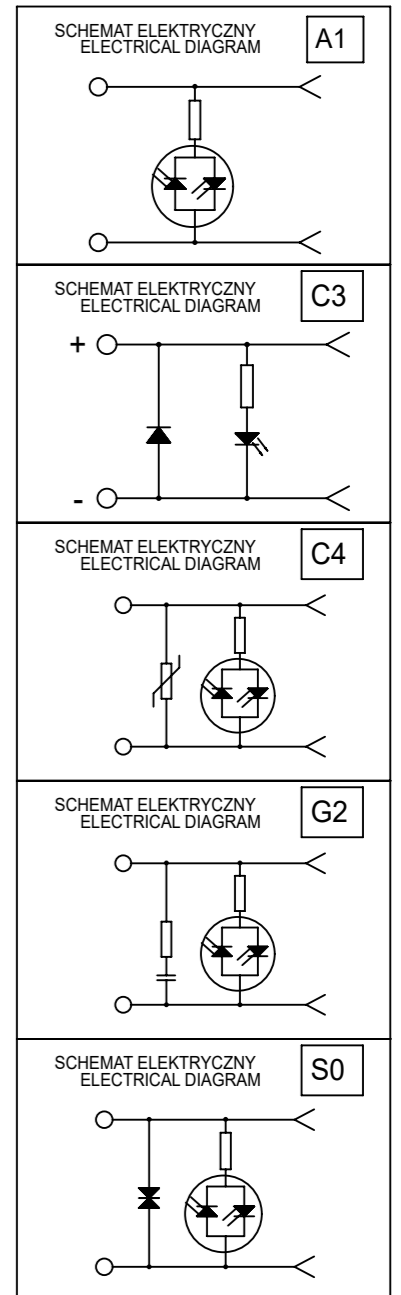 SCHEMAT ELEKTRYCZNY
ELECTRICAL DIAGRAM
A1
SCHEMAT ELEKTRYCZNY
ELECTRICAL DIAGRAM
C3
+
-
SCHEMAT ELEKTRYCZNY
ELECTRICAL DIAGRAM
C4
SCHEMAT ELEKTRYCZNY
ELECTRICAL DIAGRAM
G2
SCHEMAT ELEKTRYCZNY
ELECTRICAL DIAGRAM
S0